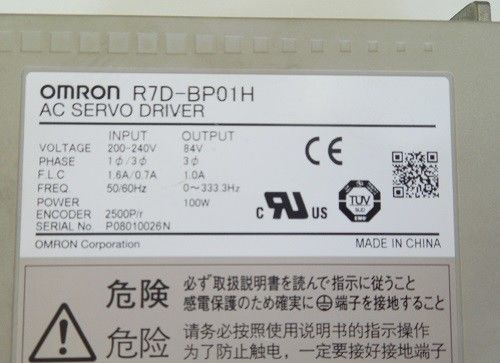 OMRON R7D-BP01H
AC SERVO DRIVER
INPUT OUTPUT
VOLTAGE 200-240V 84V
PHASE 1ϕ/3ϕ 3ϕ
F.L.C 1.6A/0.7A 1.0A
FREQ 50/60Hz 0~333.3Hz
POWER 100W
ENCODER 2500P/r
SERIAL No. P08010026N
OMRON Corporation
CE
C UL US
TÜV
MADE IN CHINA
危険
必ず取扱説明書を読んで指示に従うこと
感電保護のため確実に⏚端子を接地すること
危险
请务必按照使用说明书的指示操作
为了防止触电，一定要接好接地端子